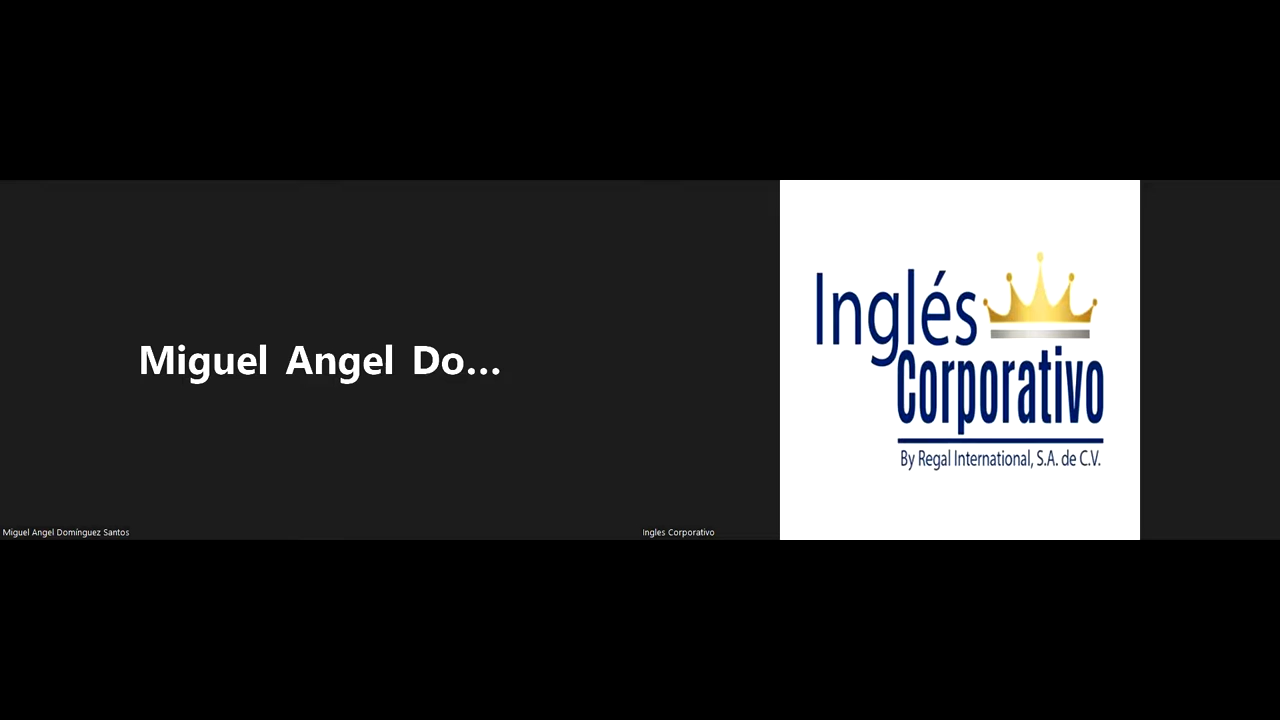 Miguel Angel Do...
Miguel Angel Domínguez Santos
Inglés
Corporativo
By Regal International, S.A. de C.V.
Ingles Corporativo